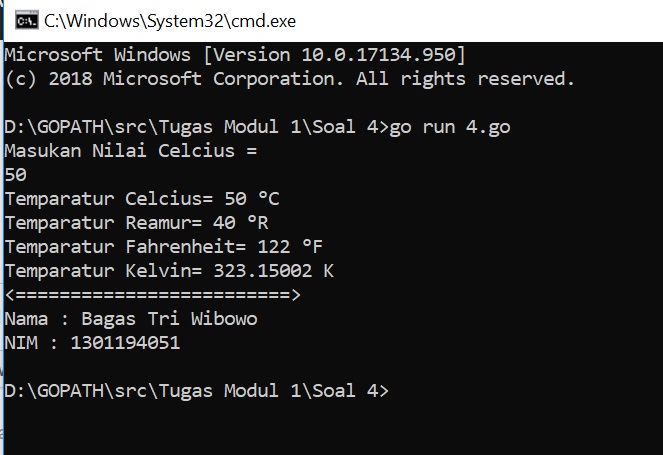 C:\Windows\System32\cmd.exe
Microsoft Windows [Version 10.0.17134.950]
(c) 2018 Microsoft Corporation. All rights reserved.
D:\GOPATH\src\Tugas Modul 1\Soal 4>go run 4.go
Masukan Nilai Celcius =
50
Temparatur Celcius= 50 °C
Temparatur Reamur= 40 °R
Temparatur Fahrenheit= 122 °F
Temparatur Kelvin= 323.15002 K
<=========================>
Nama : Bagas Tri Wibowo
NIM : 1301194051
D:\GOPATH\src\Tugas Modul 1\Soal 4>